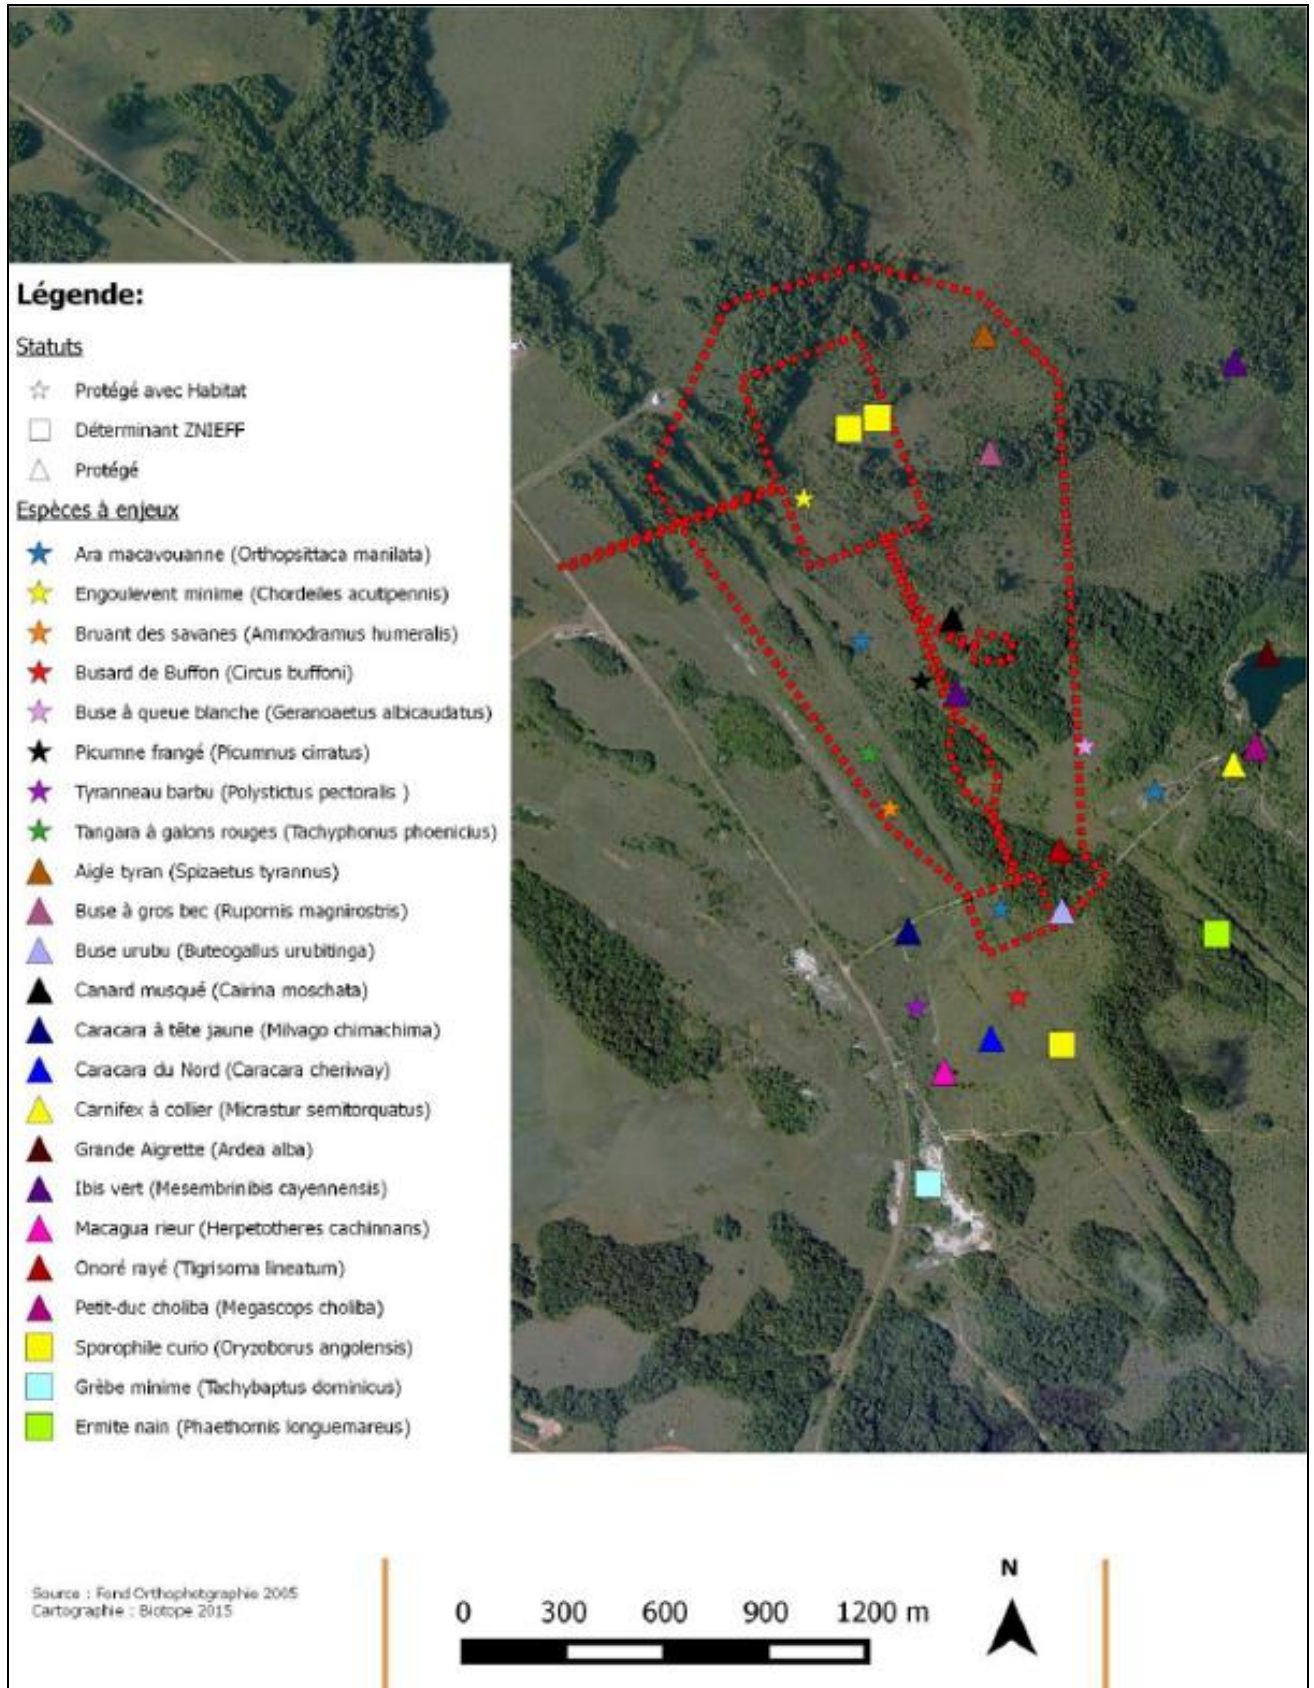 Légende:
Statuts
Protégé avec Habitat
Déterminant ZNIEFF
Protégé
Espèces à enjeux
Ara macavouanne (Orthopsittaca manilata)
Engoulevent minime (Chordeiles acutipennis)
Bruant des savanes (Ammodramus humeralis)
Busard de Buffon (Circus buffoni)
Buse à queue blanche (Geranoaetus albicaudatus)
Picumne frangé (Picumnus cirratus)
Tyranneau barbu (Polystictus pectoralis )
Tangara à galons rouges (Tachyphonus phoenicius)
Aigle tyran (Spizaetus tyrannus)
Buse à gros bec (Rupornis magnirostris)
Buse urubu (Buteogallus urubitinga)
Canard musqué (Cairina moschata)
Caracara à tête jaune (Milvago chimachima)
Caracara du Nord (Caracara cheriway)
Carnifex à collier (Micrastur semitorquatus)
Grande Aigrette (Ardea alba)
Ibis vert (Mesembrinibis cayennensis)
Macagua rieur (Herpetotheres cachinnans)
Onoré rayé (Tigrisoma lineatum)
Petit-duc choliba (Megascops choliba)
Sporophile curio (Oryzoborus angolensis)
Grèbe minime (Tachybaptus dominicus)
Ermite nain (Phaethornis longuemareus)
Source : Fond Orthophotgraphie 2005
Cartographie : Biotope 2015
0 300 600 900 1200 m
N